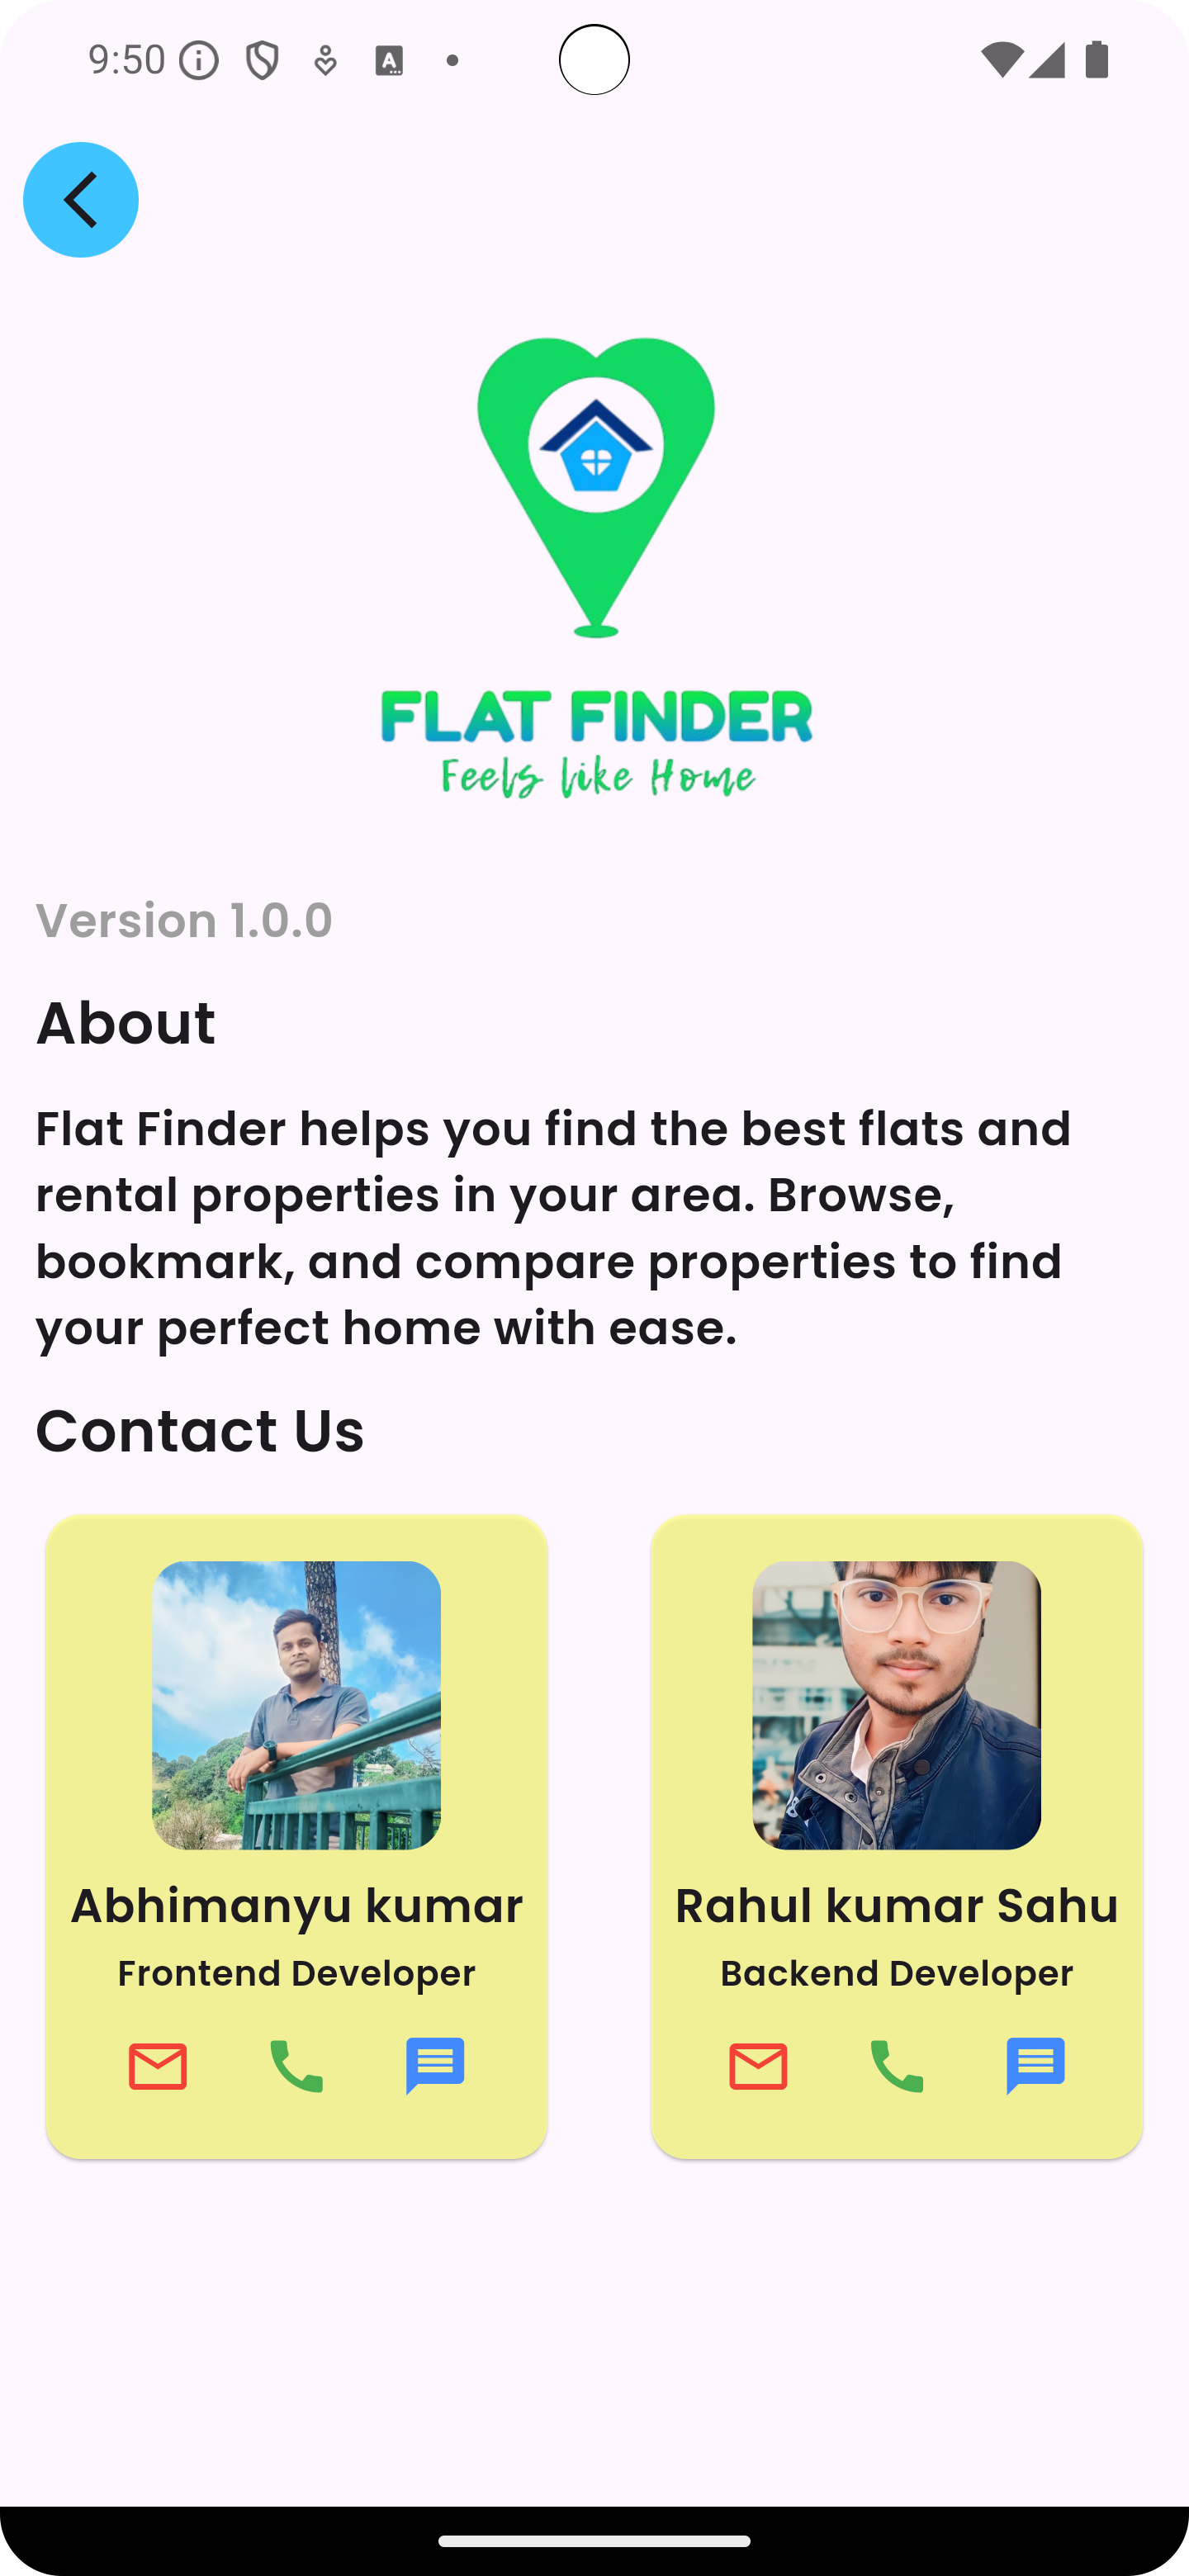 9:50
FLAT FINDER
Feels like Home
Version 1.0.0
About
Flat Finder helps you find the best flats and
rental properties in your area. Browse,
bookmark, and compare properties to find
your perfect home with ease.
Contact Us
Abhimanyu kumar
Rahul kumar Sahu
Frontend Developer
Backend Developer